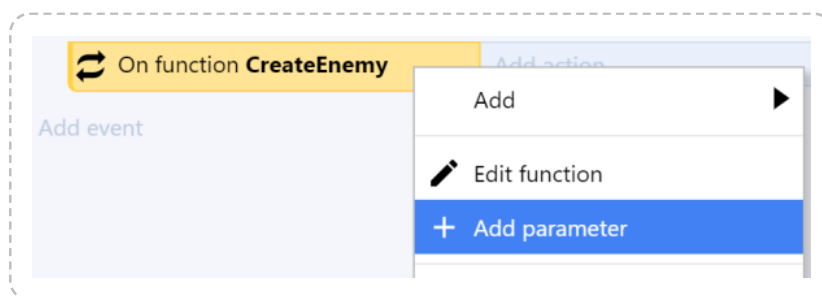 On function CreateEnemy
Add action
Add
Add event
Edit function
Add parameter